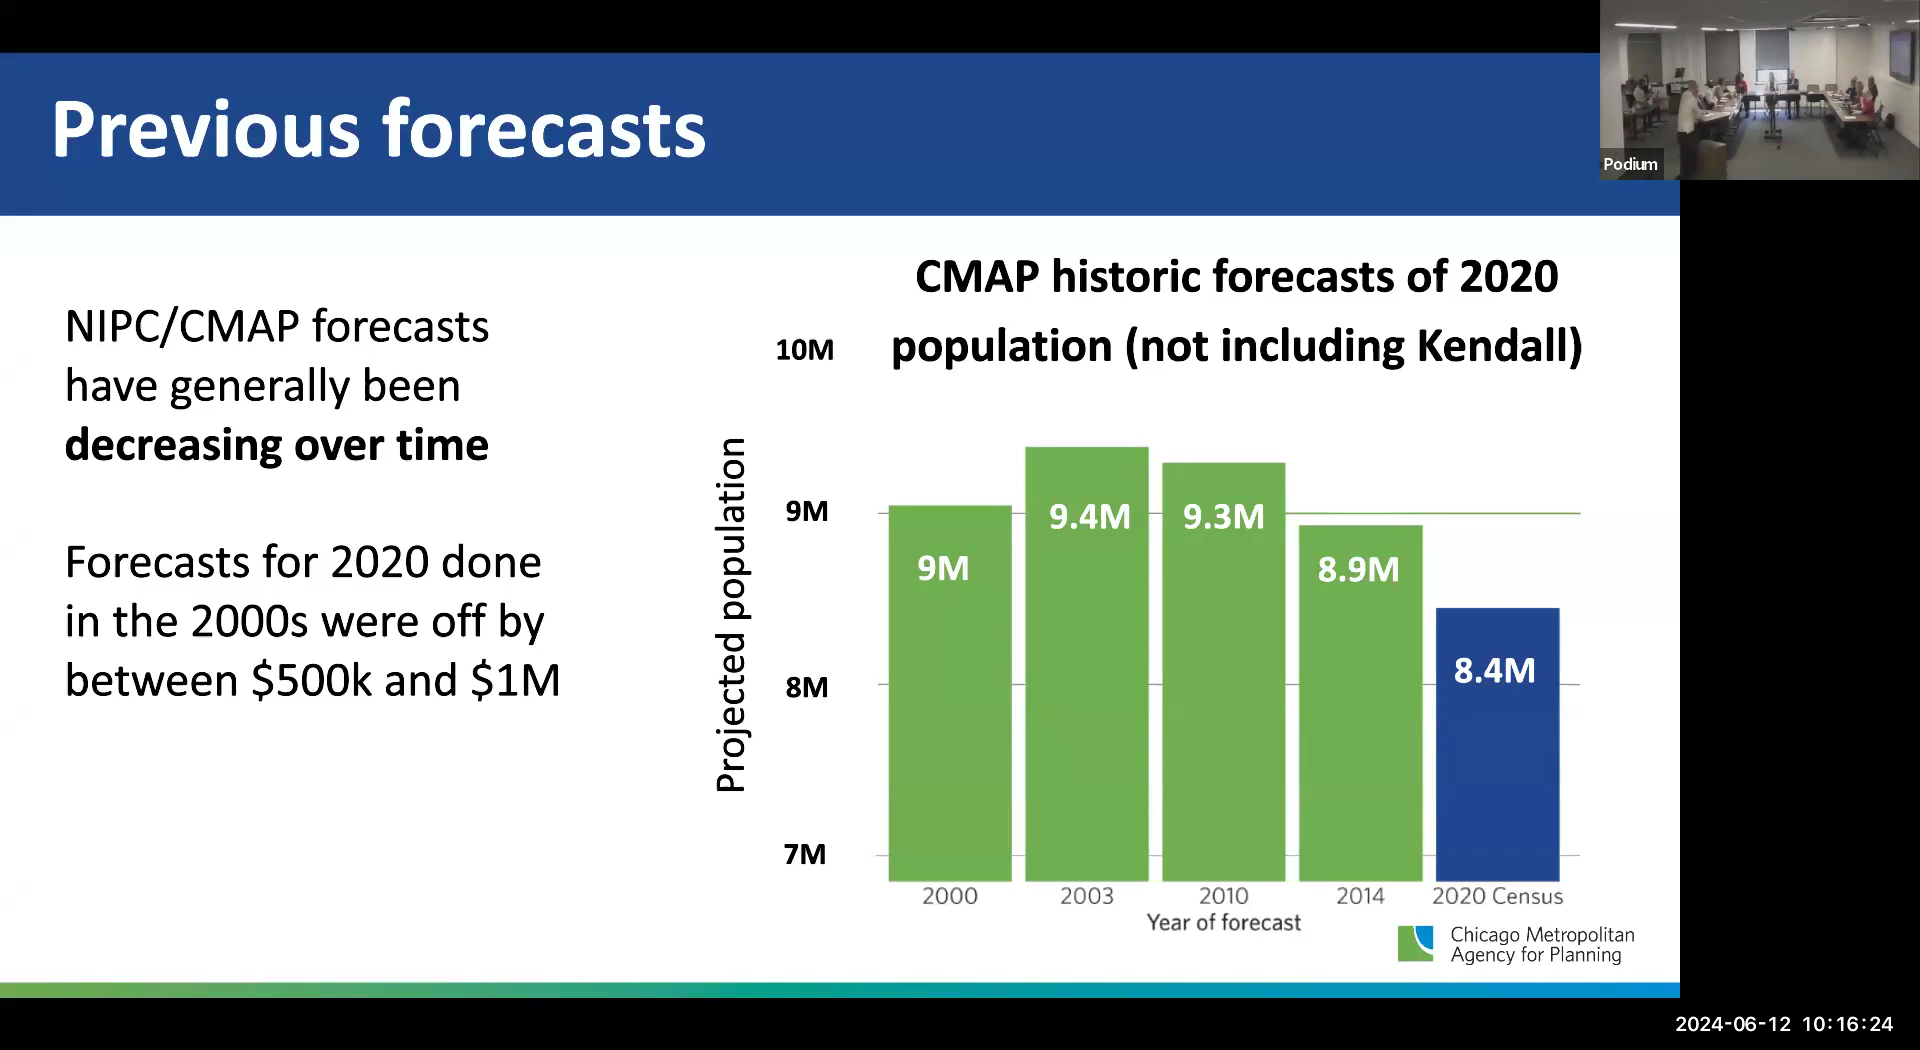 Previous forecasts
Podium
NIPC/CMAP forecasts
have generally been
decreasing over time
Forecasts for 2020 done
in the 2000s were off by
between $500k and $1M
CMAP historic forecasts of 2020
population (not including Kendall)
Projected population
10M
9M
8M
7M
9M
9.4M
9.3M
8.9M
8.4M
2000
2003
2010
2014
2020 Census
Year of forecast
Chicago Metropolitan
Agency for Planning
2024-06-12 10:16:24